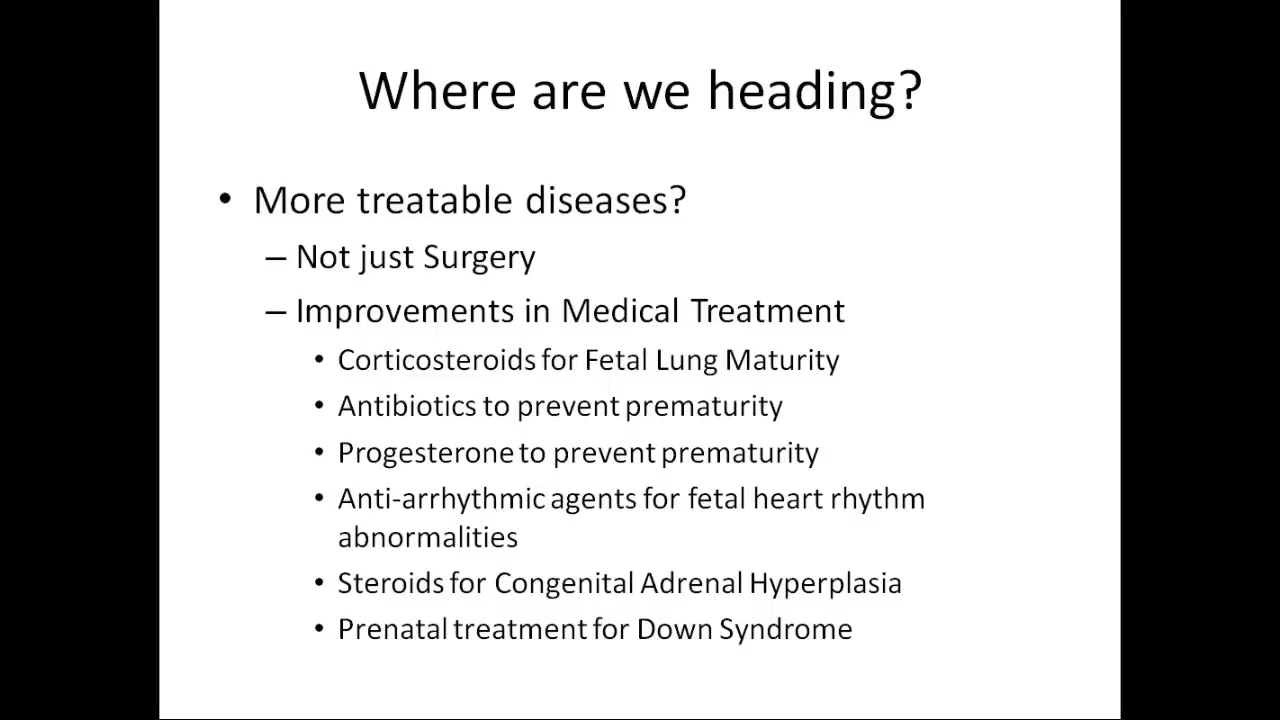 Where are we heading?
• More treatable diseases?
– Not just Surgery
– Improvements in Medical Treatment
• Corticosteroids for Fetal Lung Maturity
• Antibiotics to prevent prematurity
• Progesterone to prevent prematurity
• Anti-arrhythmic agents for fetal heart rhythm
abnormalities
• Steroids for Congenital Adrenal Hyperplasia
• Prenatal treatment for Down Syndrome